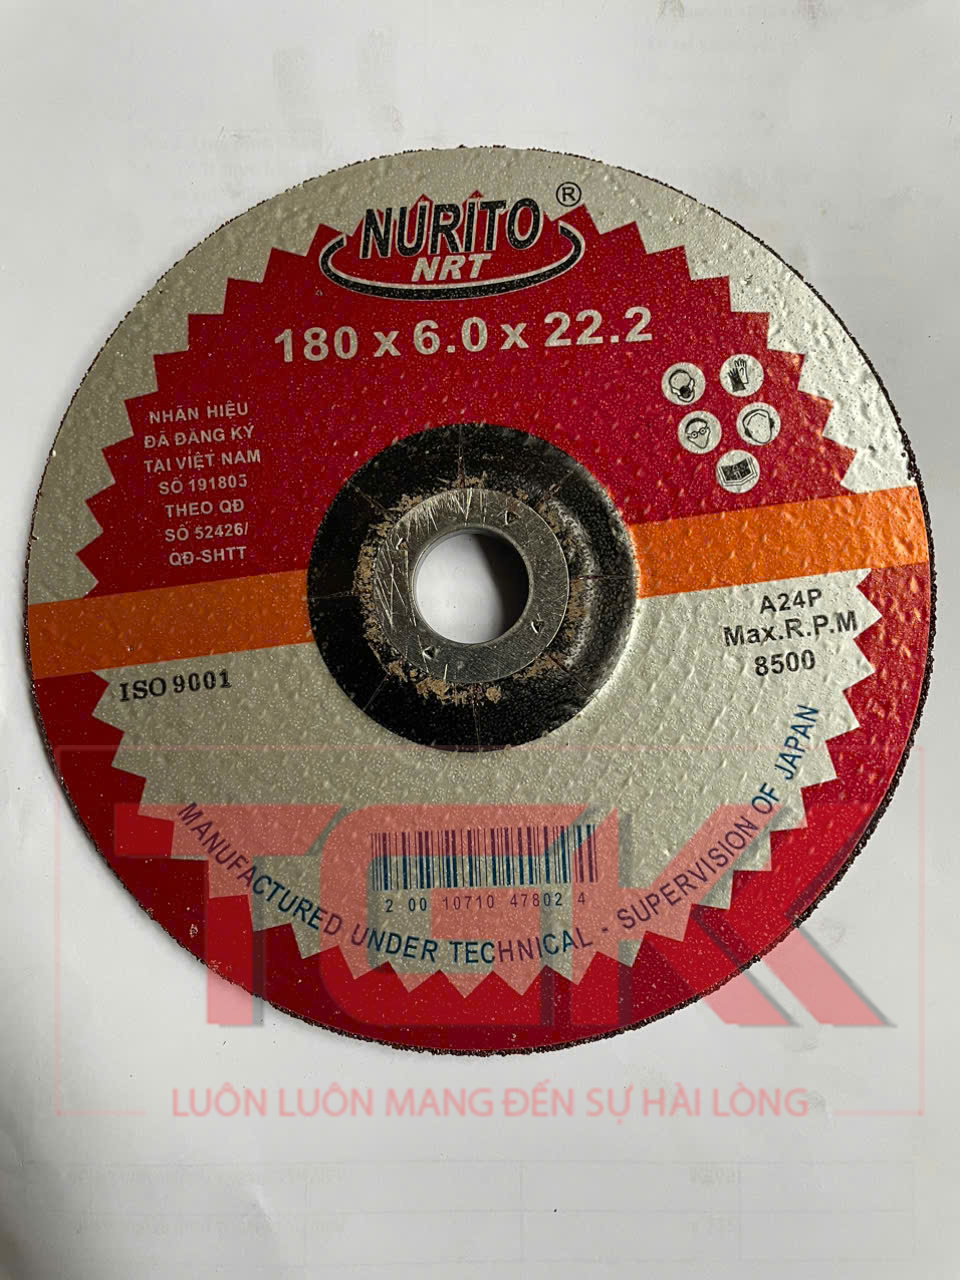 NURITO ®
NRT
180 x 6.0 x 22.2
NHÃN HIỆU
ĐÃ ĐĂNG KÝ
TẠI VIỆT NAM
SỐ 191805
THEO QĐ
SỐ 52426/
QĐ-SHTT
A24P
Max.R.P.M
8500
ISO 9001
2 00 10710 47802 4
MANUFACTURED UNDER TECHNICAL - SUPERVISION OF JAPAN
TCK
LUÔN LUÔN MANG ĐẾN SỰ HÀI LÒNG